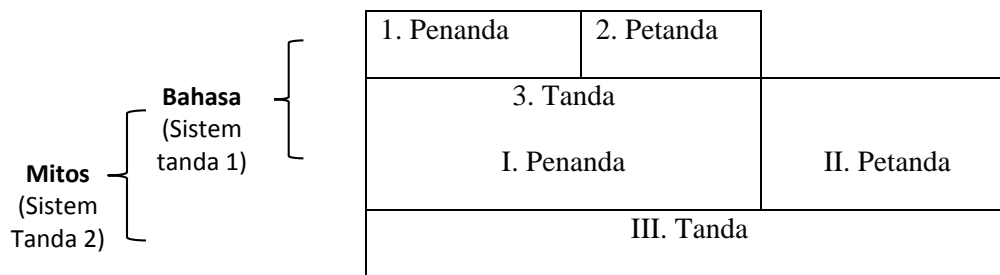 1. Penanda
2. Petanda
Bahasa
(Sistem
tanda 1)
3. Tanda
I. Penanda
II. Petanda
Mitos
(Sistem
Tanda 2)
III. Tanda